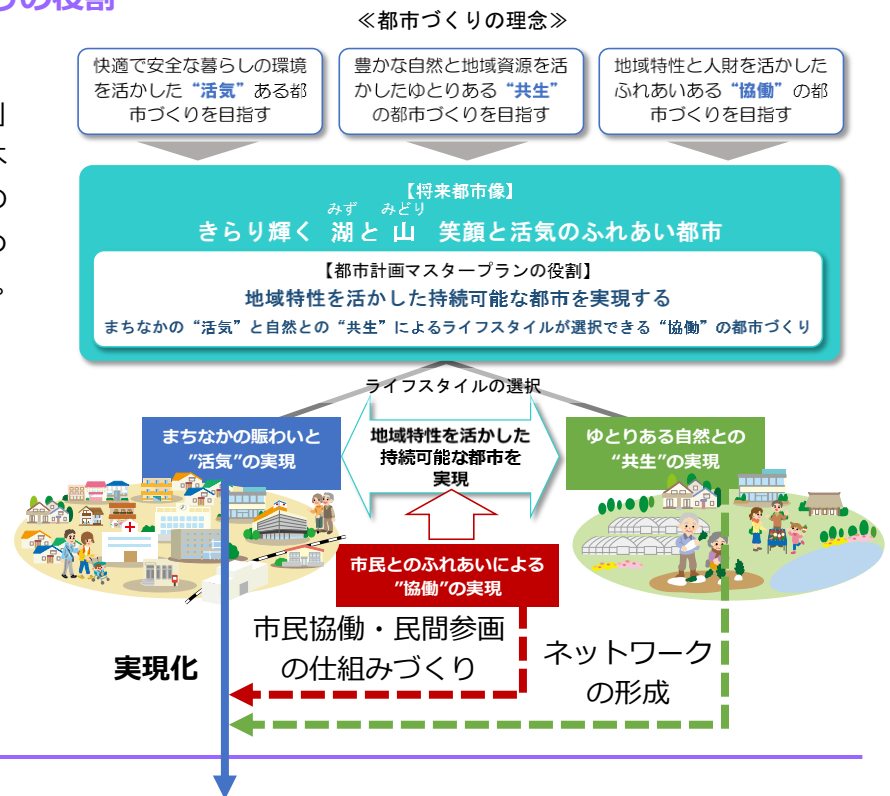 りの役割
≪都市づくりの理念≫
快適で安全な暮らしの環境
を活かした“活気”ある都
市づくりを目指す
豊かな自然と地域資源を活
かしたゆとりある“共生”
の都市づくりを目指す
地域特性と人財を活かした
ふれあいある“協働”の都
市づくりを目指す
【将来都市像】
みず みどり
きらり輝く 湖と山 笑顔と活気のふれあい都市
【都市計画マスタープランの役割】
地域特性を活かした持続可能な都市を実現する
まちなかの“活気”と自然との“共生”によるライフスタイルが選択できる“協働”の都市づくり
ライフスタイルの選択
まちなかの賑わいと
”活気”の実現
地域特性を活かした
持続可能な都市を
実現
ゆとりある自然との
“共生”の実現
市民とのふれあいによる
”協働”の実現
実現化
市民協働・民間参画
の仕組みづくり
ネットワーク
の形成